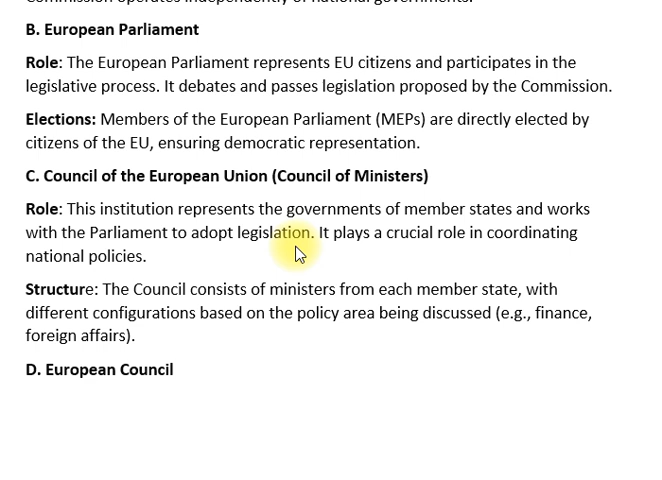 B. European Parliament
Role: The European Parliament represents EU citizens and participates in the
legislative process. It debates and passes legislation proposed by the Commission.
Elections: Members of the European Parliament (MEPs) are directly elected by
citizens of the EU, ensuring democratic representation.
C. Council of the European Union (Council of Ministers)
Role: This institution represents the governments of member states and works
with the Parliament to adopt legislation. It plays a crucial role in coordinating
national policies.
Structure: The Council consists of ministers from each member state, with
different configurations based on the policy area being discussed (e.g., finance,
foreign affairs).
D. European Council